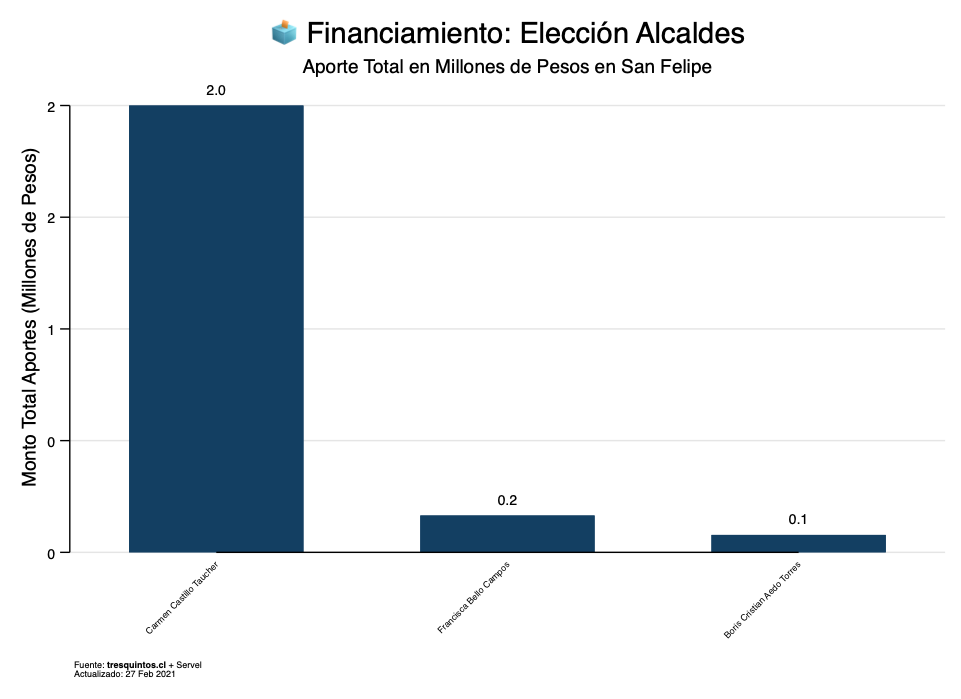 Financiamiento: Elección Alcaldes
Aporte Total en Millones de Pesos en San Felipe
Monto Total Aportes (Millones de Pesos)
2
2
1
0
0
2.0
0.2
0.1
Carmen Castillo Taucher
Francisca Bello Campos
Boris Cristian Aedo Torres
Fuente: tresquintos.cl + Servel
Actualizado: 27 Feb 2021